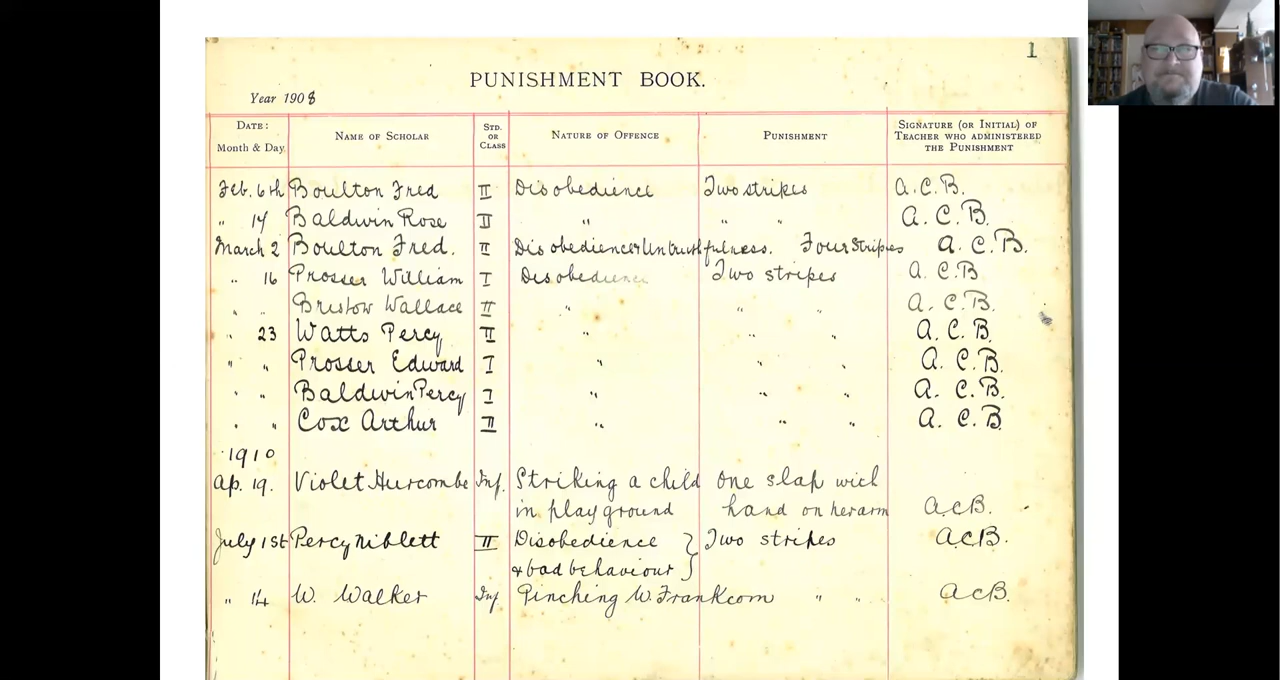 1
PUNISHMENT BOOK.
Year 1908
DATE: Month & Day. NAME OF SCHOLAR STD. OR CLASS NATURE OF OFFENCE PUNISHMENT SIGNATURE (OR INITIAL) OF TEACHER WHO ADMINISTERED THE PUNISHMENT
Feb. 6th Boulton Fred II Disobedience Two stripes A.C.B.
" 14 Baldwin Rose II " " " A.C.B.
March 2 Boulton Fred. II Disobedience & Untruthfulness. Four Stripes A.C.B.
" 16 Prosser William I Disobedience Two stripes A.C.B
" " Bristow Wallace II " " " A.C.B.
" 23 Watts Percy II " " " A.C.B.
" " Prosser Edward I " " " A.C.B.
" " Baldwin Percy I " " " A.C.B.
" " Cox Arthur II " " " A.C.B.
1910
Ap. 19. Violet Hurcombe Inf. Striking a child one slap with
in playground hand on her arm AcB.
July 1st Percy Niblett II Disobedience } Two stripes AcB.
& bad behaviour }
" 14 W. Walker Inf Pinching W. Frankcom " " AcB.